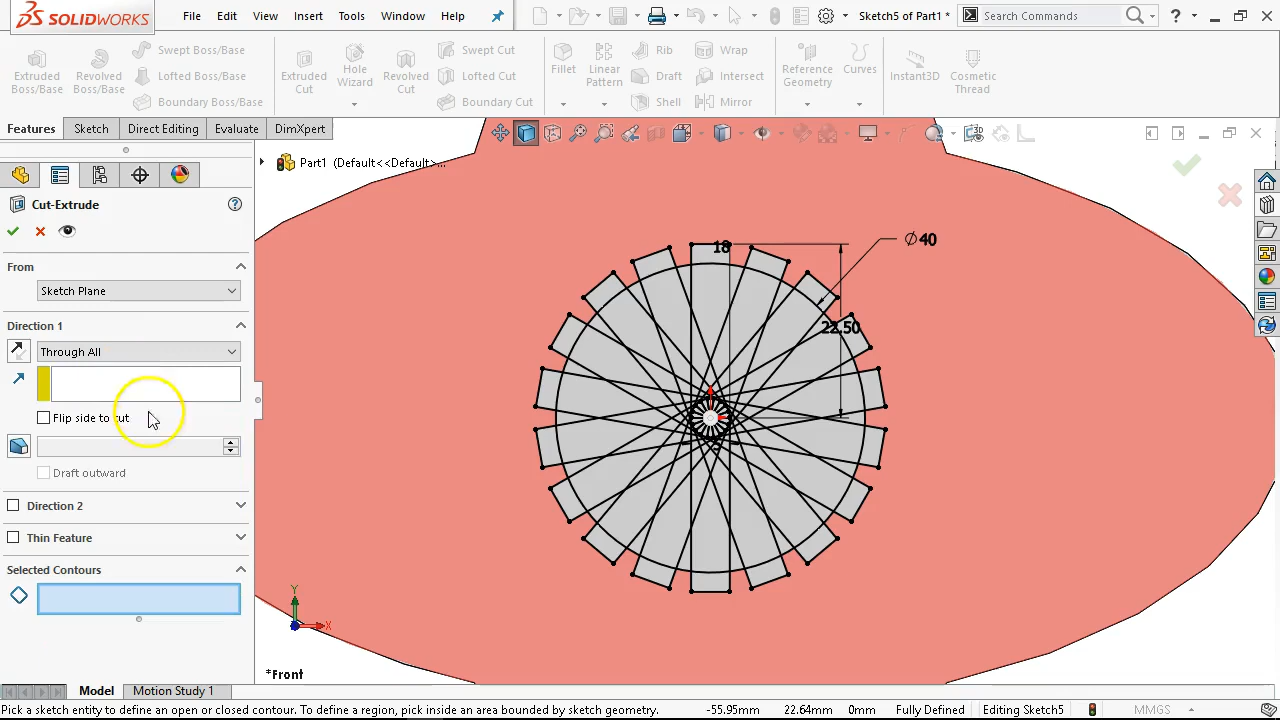 SOLIDWORKS
File Edit View Insert Tools Window Help
Sketch5 of Part1 *
Search Commands
Extruded Boss/Base
Revolved Boss/Base
Swept Boss/Base
Lofted Boss/Base
Boundary Boss/Base
Extruded Cut
Hole Wizard
Revolved Cut
Swept Cut
Lofted Cut
Boundary Cut
Fillet
Linear Pattern
Rib
Draft
Shell
Wrap
Intersect
Mirror
Reference Geometry
Curves
Instant3D
Cosmetic Thread
Features Sketch Direct Editing Evaluate DimXpert
Part1 (Default<<Default>...
Cut-Extrude
From
Sketch Plane
Direction 1
Through All
Flip side to cut
Draft outward
Direction 2
Thin Feature
Selected Contours
18
Ø40
22.50
Y
X
*Front
Model Motion Study 1
Pick a sketch entity to define an open or closed contour. To define a region, pick inside an area bounded by sketch geometry. -55.95mm 22.64mm 0mm Fully Defined Editing Sketch5 MMGS